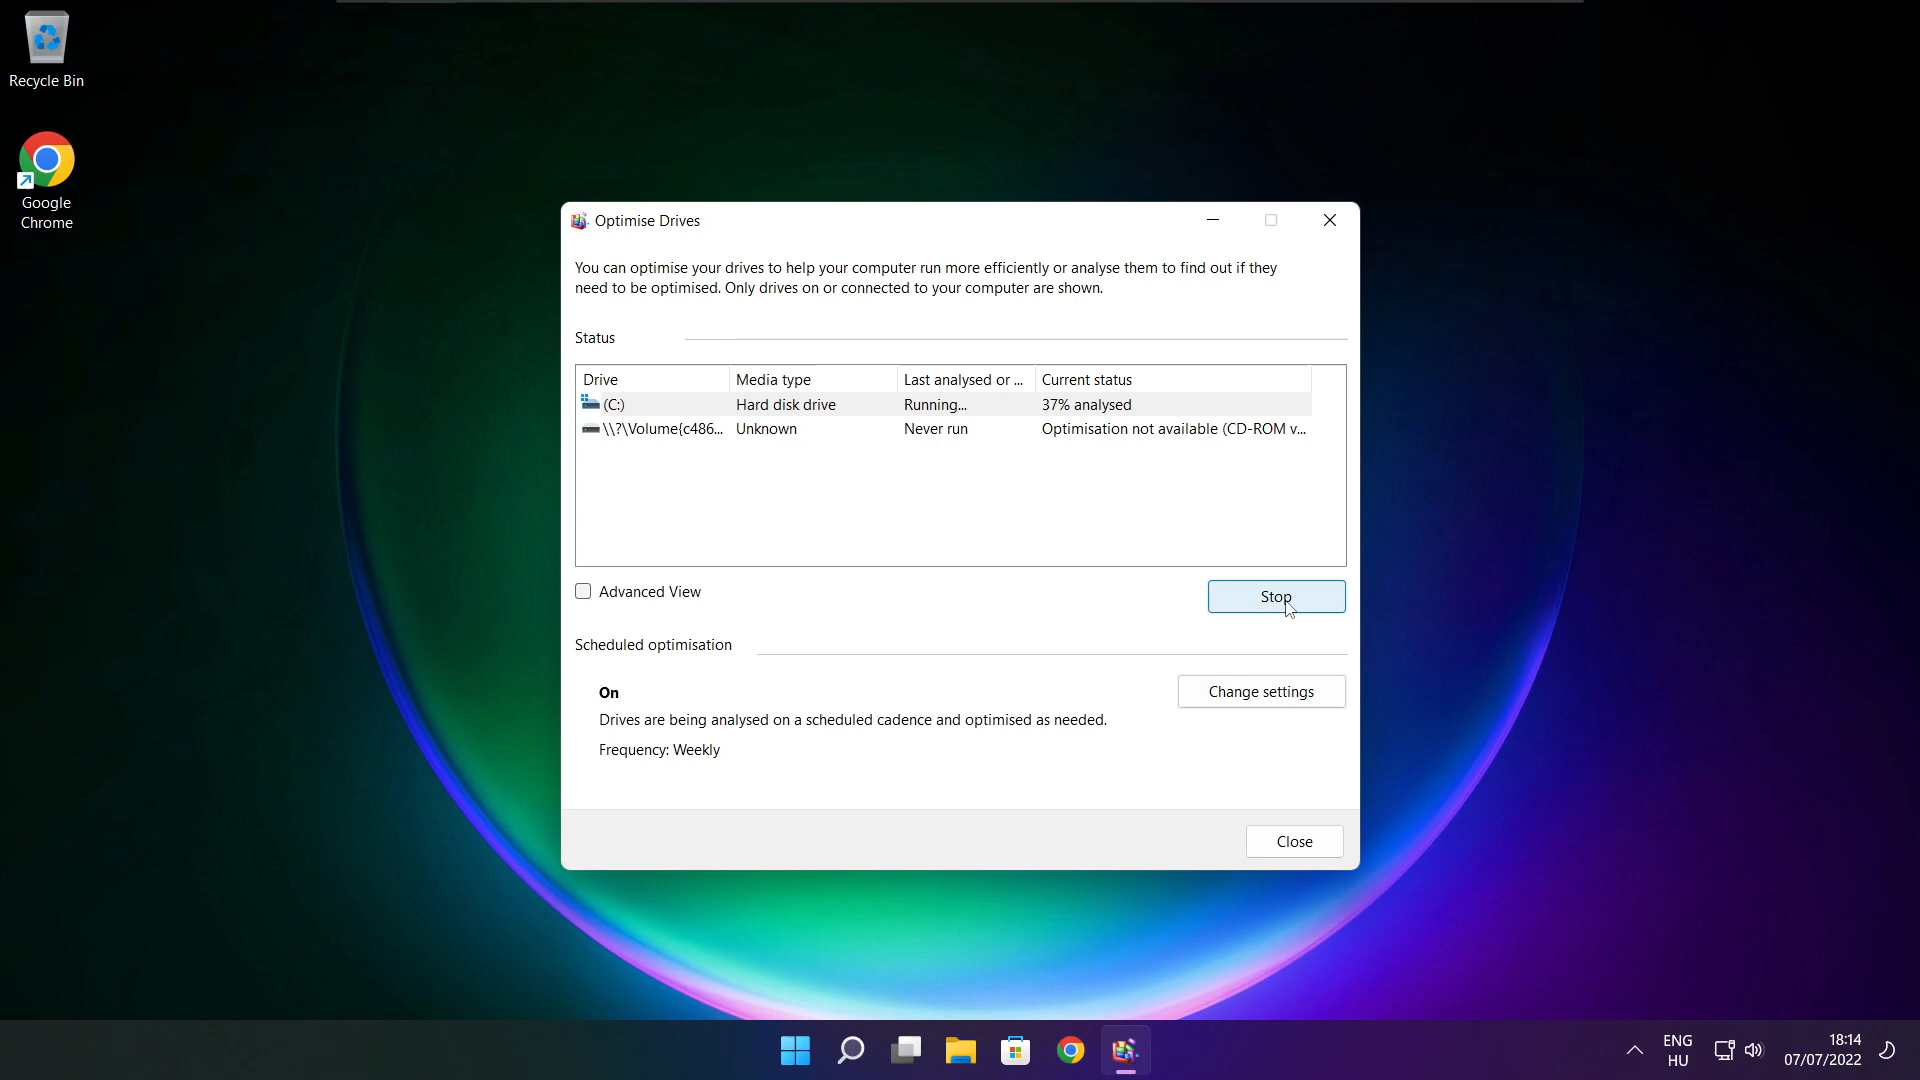 Recycle Bin
Google
Chrome
Optimise Drives
You can optimise your drives to help your computer run more efficiently or analyse them to find out if they
need to be optimised. Only drives on or connected to your computer are shown.
Status
Drive Media type Last analysed or ... Current status
(C:) Hard disk drive Running... 37% analysed
\\?\Volume{c486... Unknown Never run Optimisation not available (CD-ROM v...
Advanced View
Stop
Scheduled optimisation
On
Change settings
Drives are being analysed on a scheduled cadence and optimised as needed.
Frequency: Weekly
Close
ENG
HU
18:14
07/07/2022